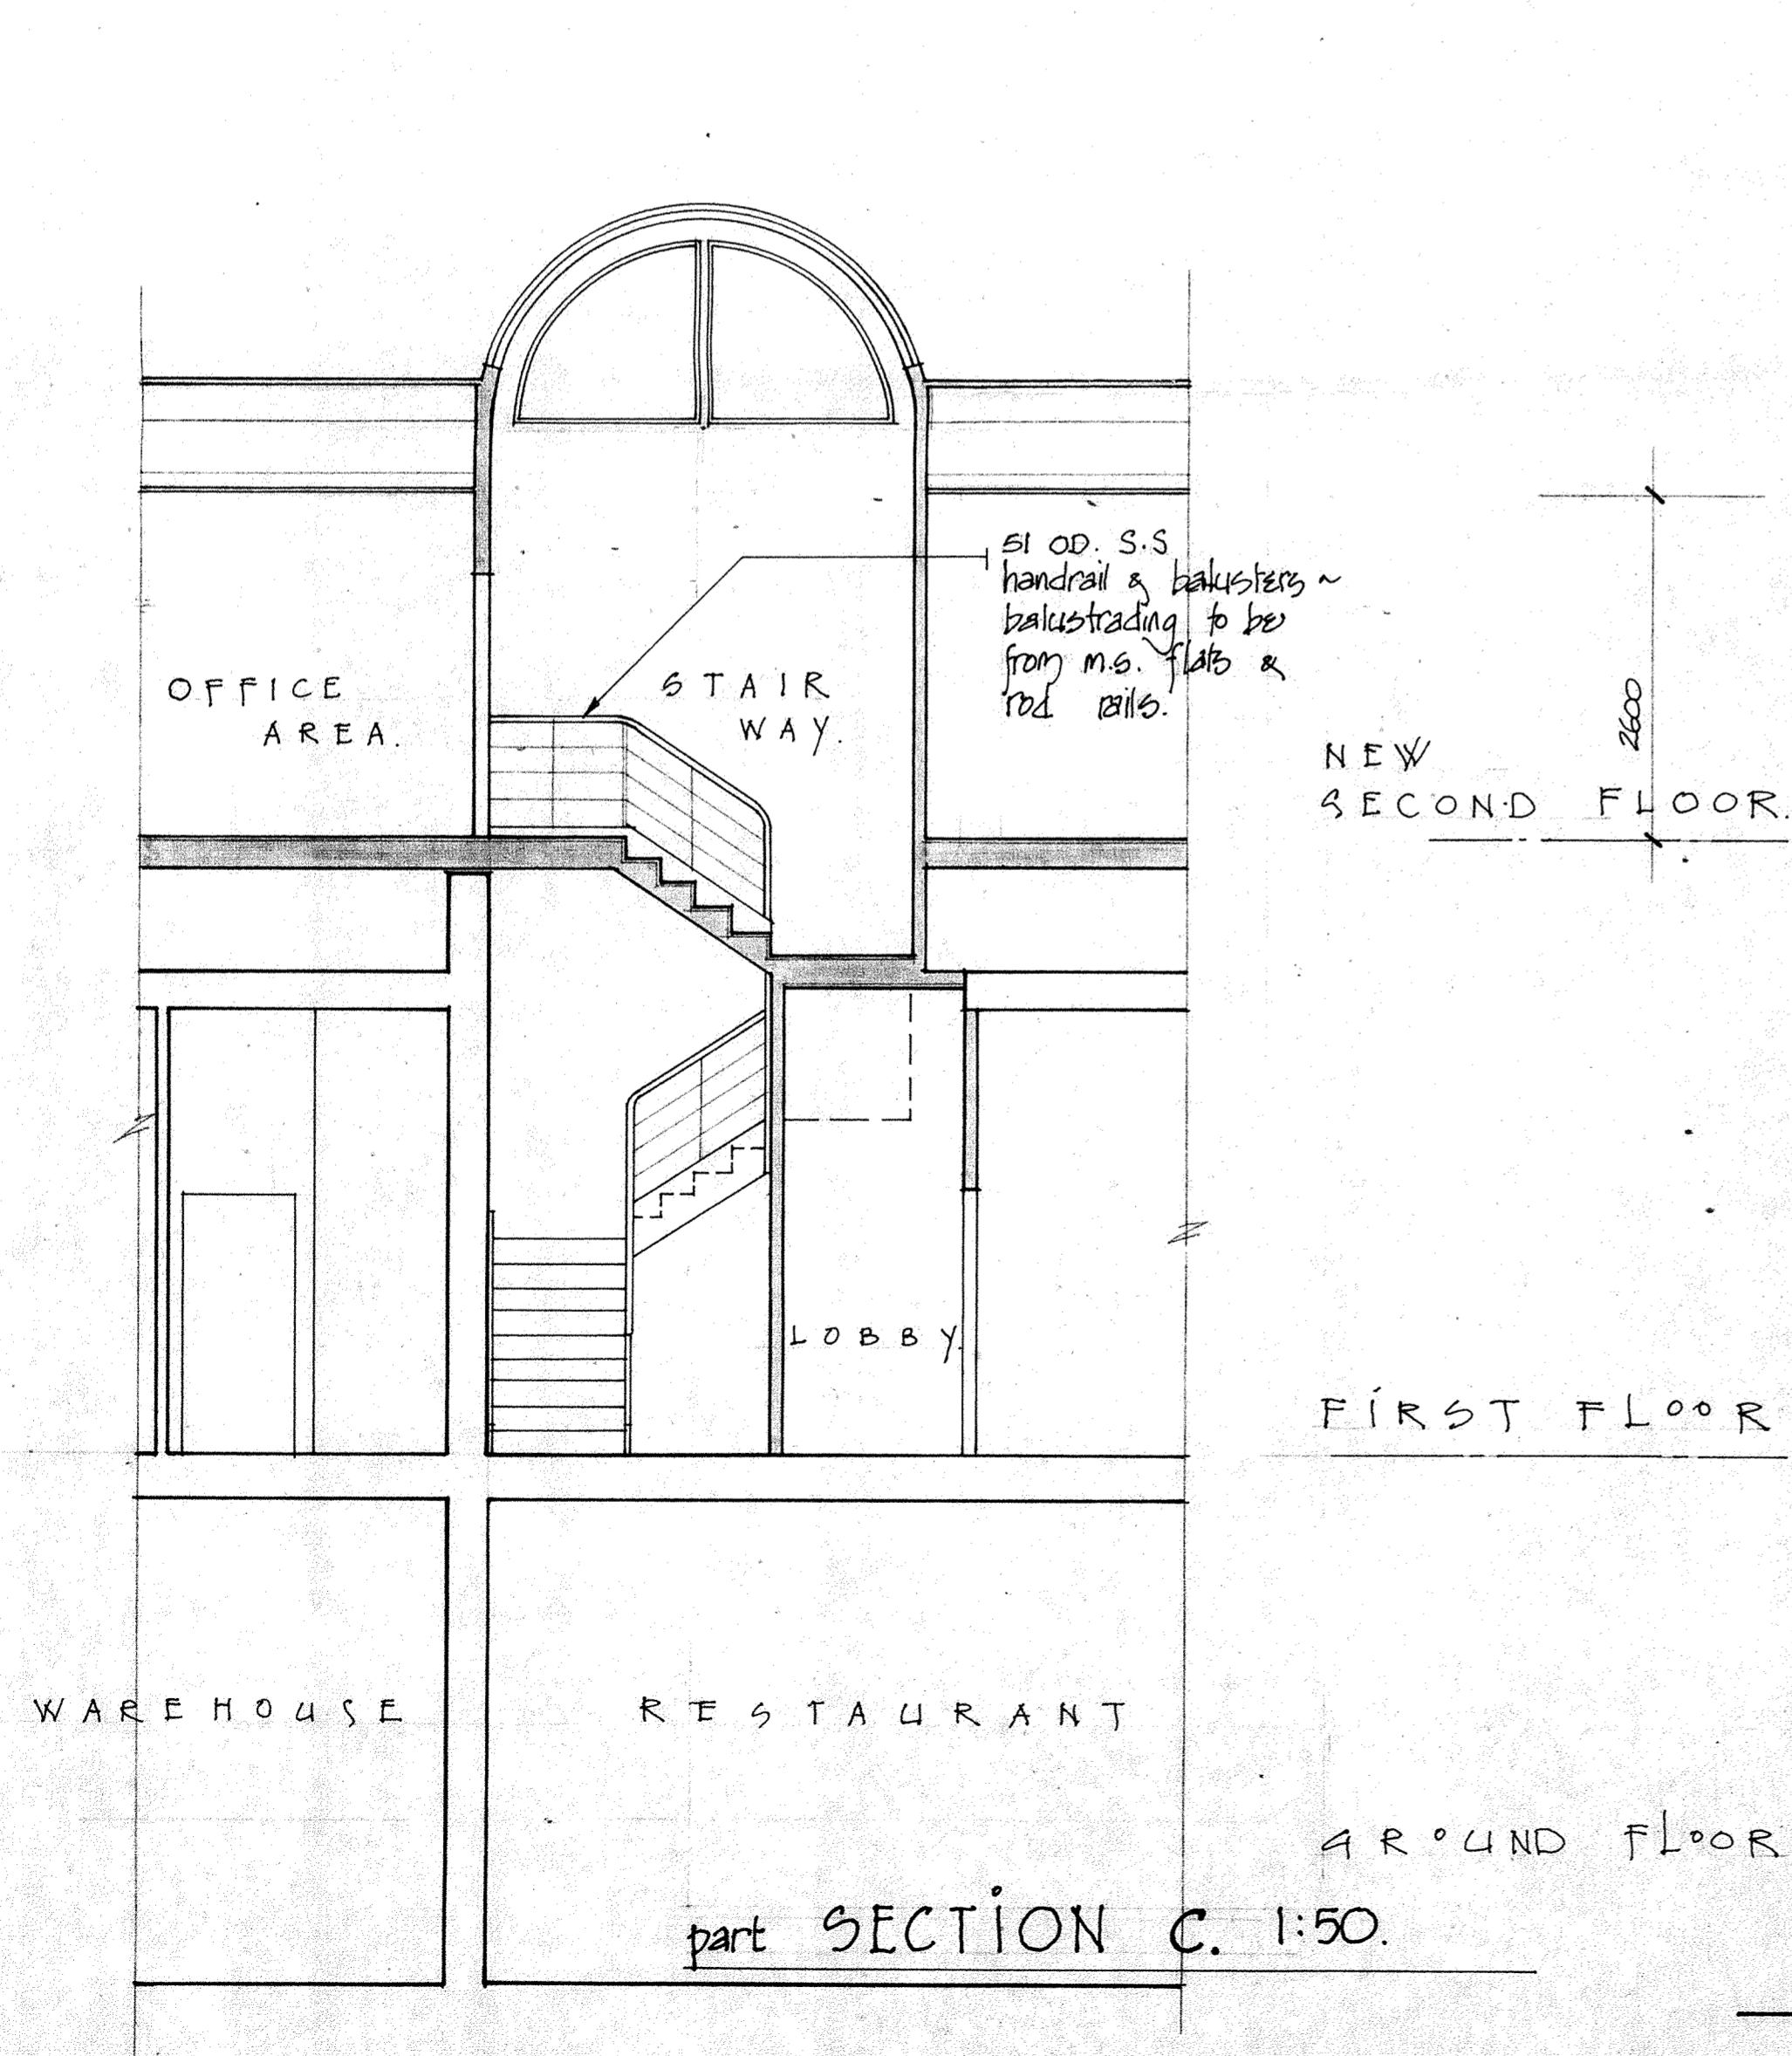 51 OD. S.S
handrail & balusters ~
balustrading to be
from m.s. flats &
rod rails.
OFFICE
AREA.
STAIR
WAY.
2600
NEW
SECOND FLOOR.
LOBBY.
FIRST FLOOR
WAREHOUSE
RESTAURANT
GROUND FLOOR
part SECTION C. 1:50.